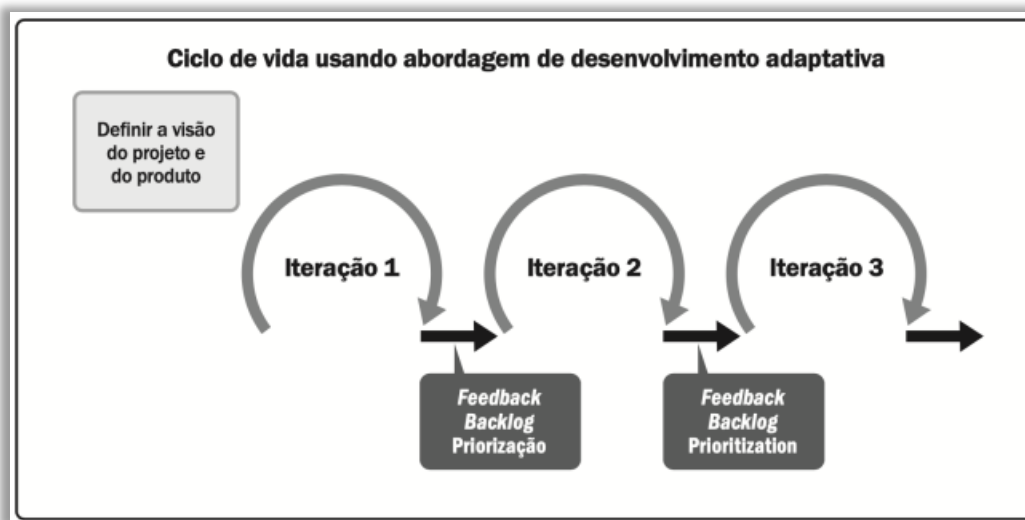 Ciclo de vida usando abordagem de desenvolvimento adaptativa
Definir a visão
do projeto e
do produto
Iteração 1
Iteração 2
Iteração 3
Feedback
Backlog
Priorização
Feedback
Backlog
Prioritization